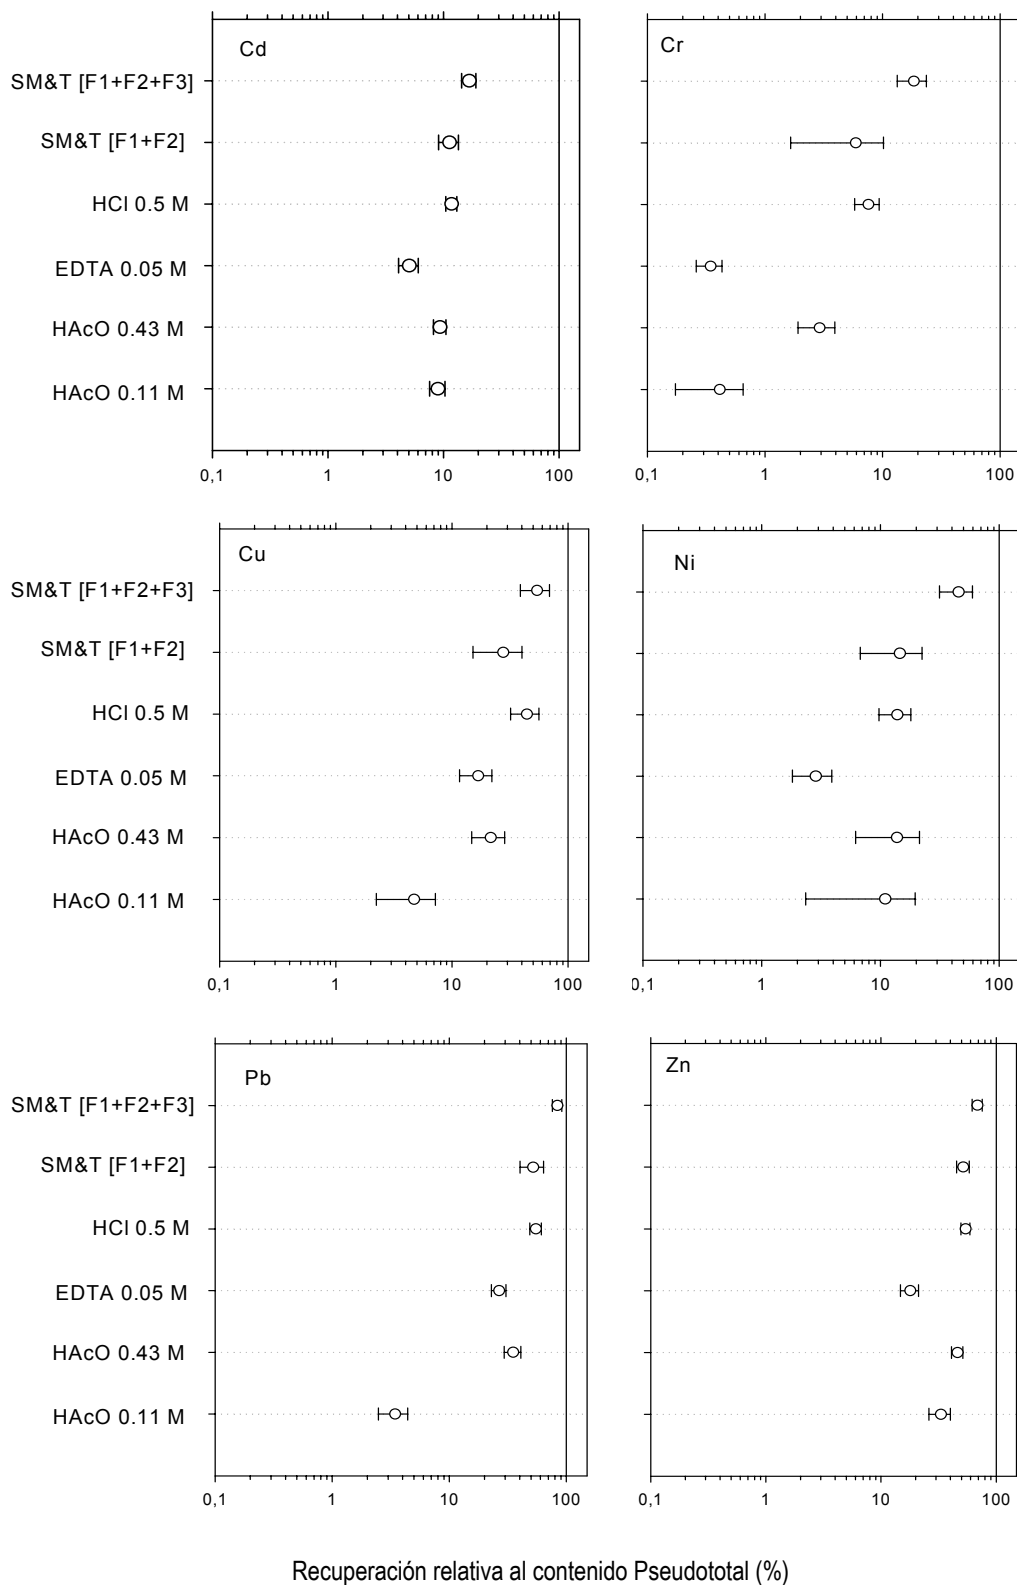 Cd
SM&T [F1+F2+F3]
SM&T [F1+F2]
HCl 0.5 M
EDTA 0.05 M
HAcO 0.43 M
HAcO 0.11 M
0,1 1 10 100
Cr
0,1 1 10 100
Cu
SM&T [F1+F2+F3]
SM&T [F1+F2]
HCl 0.5 M
EDTA 0.05 M
HAcO 0.43 M
HAcO 0.11 M
0,1 1 10 100
Ni
0,1 1 10 100
Pb
SM&T [F1+F2+F3]
SM&T [F1+F2]
HCl 0.5 M
EDTA 0.05 M
HAcO 0.43 M
HAcO 0.11 M
0,1 1 10 100
Zn
0,1 1 10 100
Recuperación relativa al contenido Pseudototal (%)